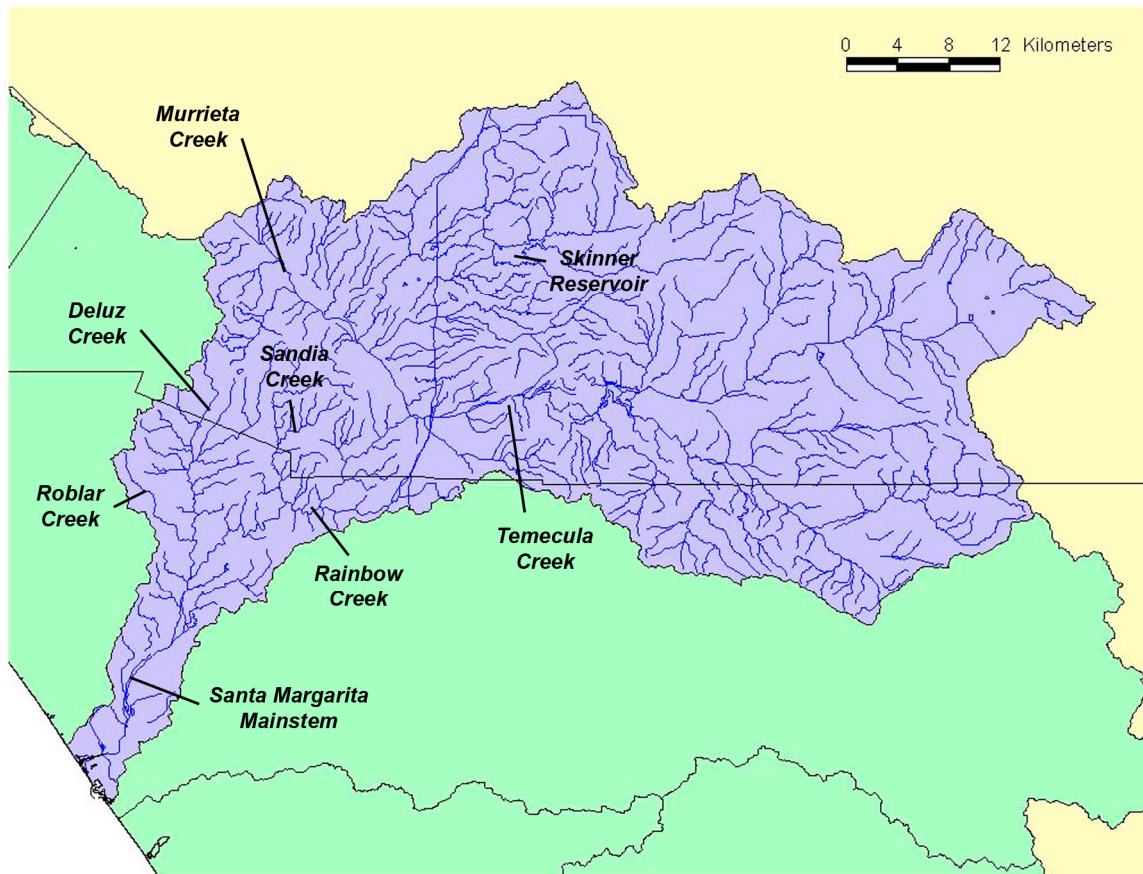 0 4 8 12 Kilometers
Murrieta
Creek
Skinner
Reservoir
Deluz
Creek
Sandia
Creek
Roblar
Creek
Temecula
Creek
Rainbow
Creek
Santa Margarita
Mainstem